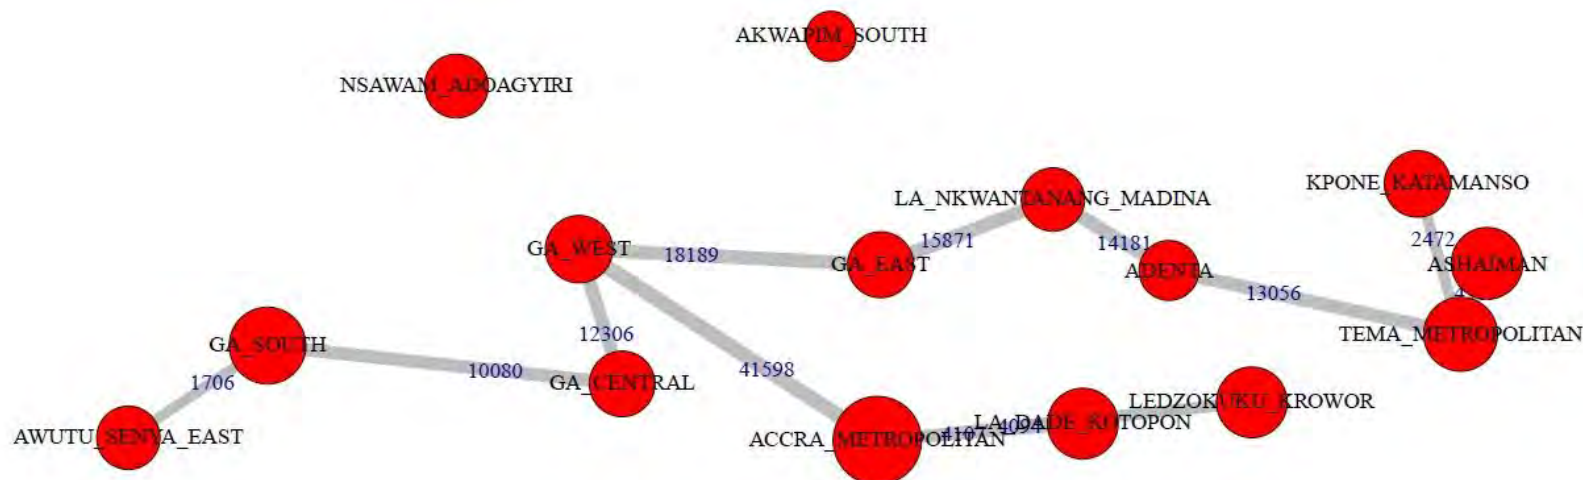 AKWAPIM_SOUTH
NSAWAM_ADOAGYIRI
KPONE_KATAMANSO
LA_NKWANTANANG_MADINA
15871
14181
2472
GA_WEST
18189
GA_EAST
ADENTA
ASHAIMAN
13056
12306
TEMA_METROPOLITAN
GA_SOUTH
1706
10080
GA_CENTRAL
41598
AWUTU_SENYA_EAST
ACCRA_METROPOLITAN
LA_DADE_KOTOPON
LEDZOKUKU_KROWOR